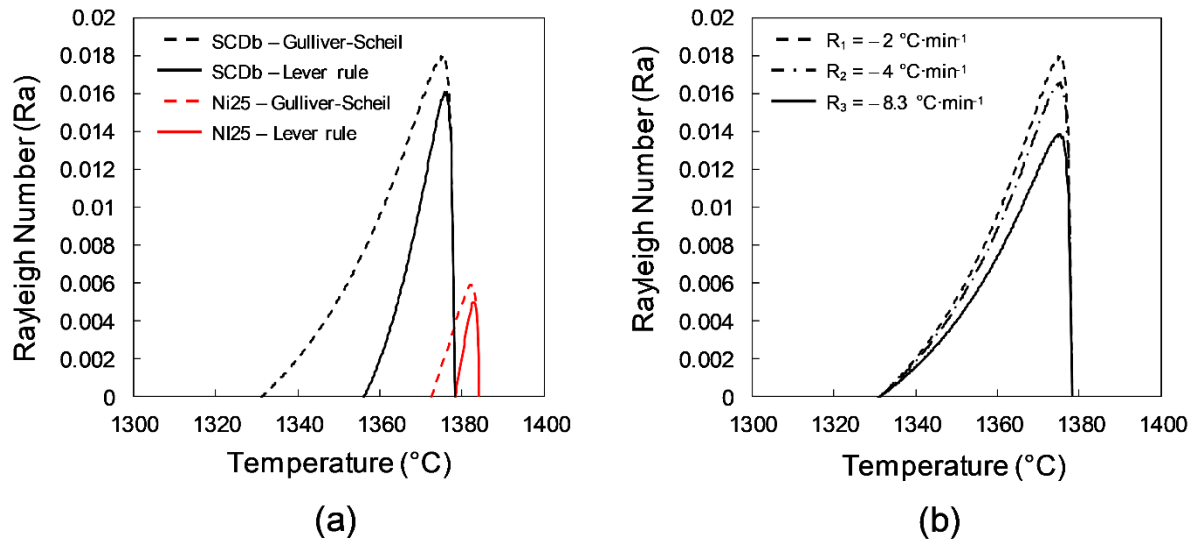 0.02
0.018
0.016
0.014
0.012
0.01
0.008
0.006
0.004
0.002
0
Rayleigh Number (Ra)
SCDb – Gulliver-Scheil
SCDb – Lever rule
Ni25 – Gulliver-Scheil
NI25 – Lever rule
1300 1320 1340 1360 1380 1400
Temperature (°C)
(a)
0.02
0.018
0.016
0.014
0.012
0.01
0.008
0.006
0.004
0.002
0
Rayleigh Number (Ra)
R₁ = – 2 °C·min⁻¹
R₂ = – 4 °C·min⁻¹
R₃ = – 8.3 °C·min⁻¹
1300 1320 1340 1360 1380 1400
Temperature (°C)
(b)